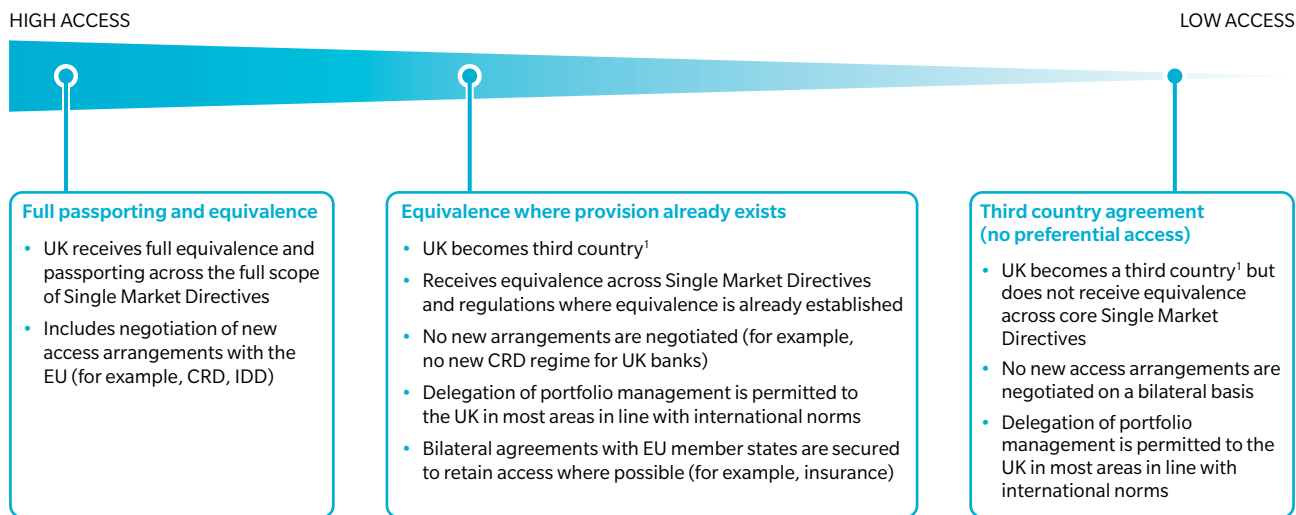 HIGH ACCESS
LOW ACCESS
Full passporting and equivalence
• UK receives full equivalence and
passporting across the full scope
of Single Market Directives
• Includes negotiation of new
access arrangements with the
EU (for example, CRD, IDD)
Equivalence where provision already exists
• UK becomes third country¹
• Receives equivalence across Single Market Directives
and regulations where equivalence is already established
• No new arrangements are negotiated (for example,
no new CRD regime for UK banks)
• Delegation of portfolio management is permitted to
the UK in most areas in line with international norms
• Bilateral agreements with EU member states are secured
to retain access where possible (for example, insurance)
Third country agreement
(no preferential access)
• UK becomes a third country¹ but
does not receive equivalence
across core Single Market
Directives
• No new access arrangements are
negotiated on a bilateral basis
• Delegation of portfolio
management is permitted to the
UK in most areas in line with
international norms